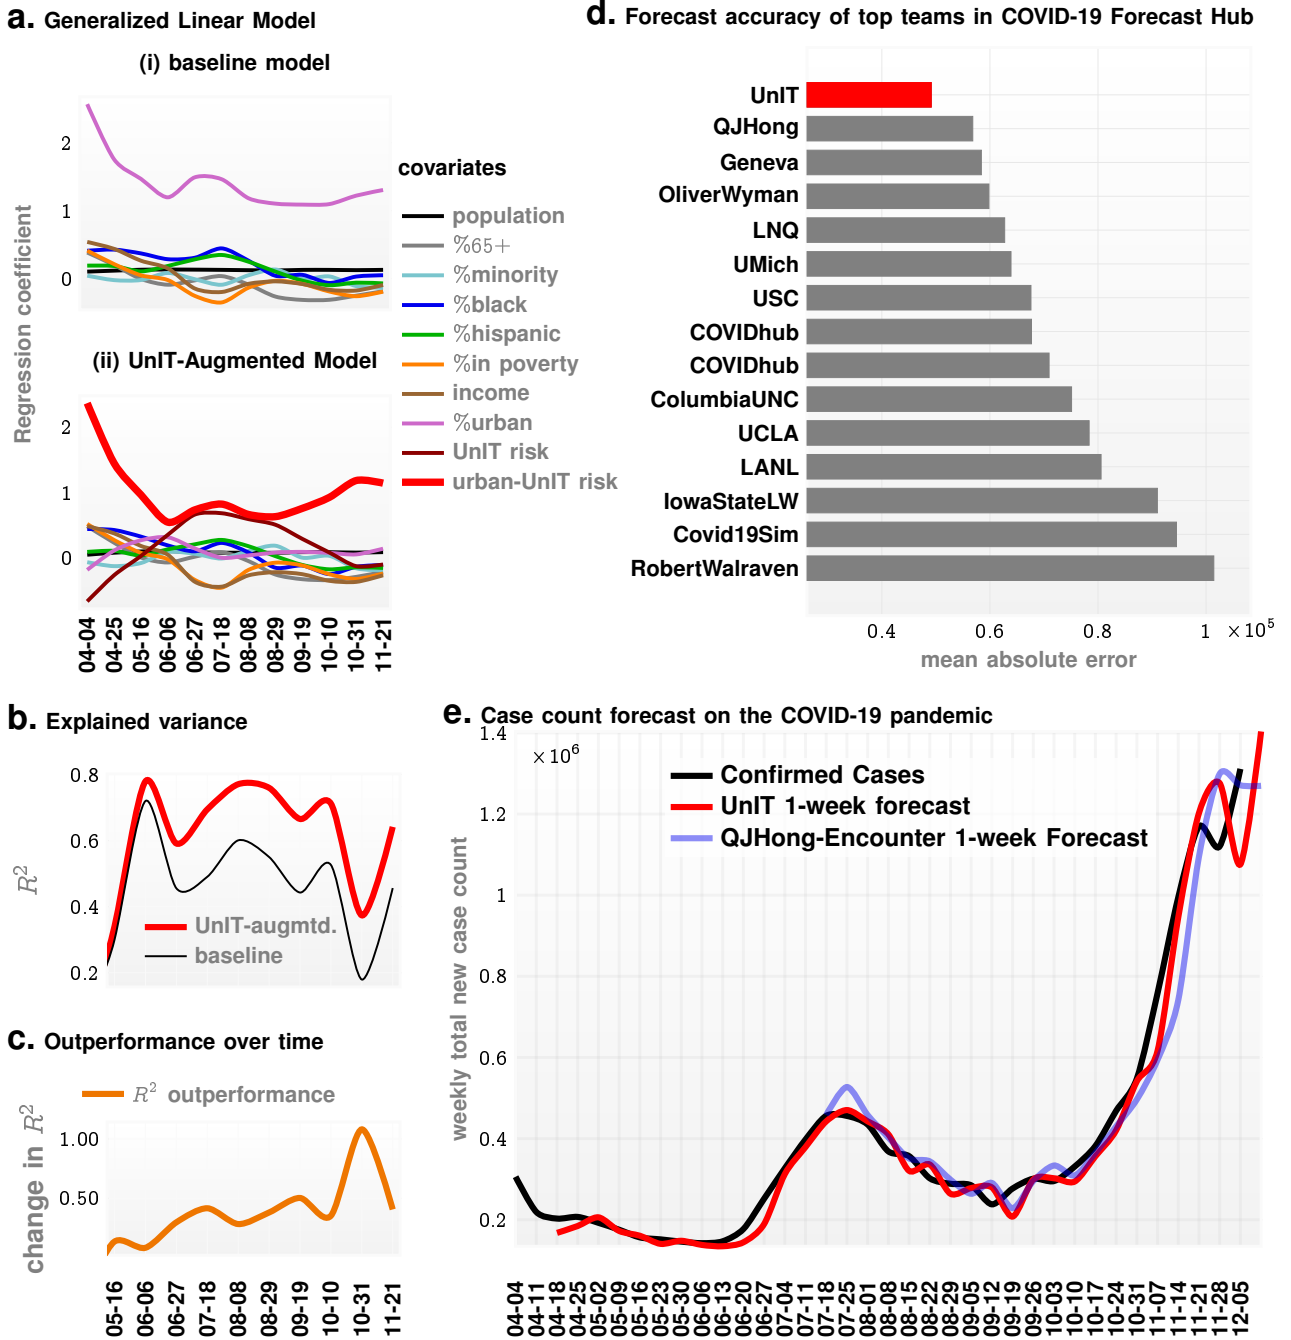 a. Generalized Linear Model
(i) baseline model
2
1
0
Regression coefficient
(ii) UnIT-Augmented Model
2
1
0
04-04
04-25
05-16
06-06
06-27
07-18
08-08
08-29
09-19
10-10
10-31
11-21
covariates
population
%65+
%minority
%black
%hispanic
%in poverty
income
%urban
UnIT risk
urban-UnIT risk
b. Explained variance
0.8
0.6
0.4
0.2
R²
UnIT-augmtd.
baseline
c. Outperformance over time
R² outperformance
1.00
0.50
change in R²
05-16
06-06
06-27
07-18
08-08
08-29
09-19
10-10
10-31
11-21
d. Forecast accuracy of top teams in COVID-19 Forecast Hub
UnIT
QJHong
Geneva
OliverWyman
LNQ
UMich
USC
COVIDhub
COVIDhub
ColumbiaUNC
UCLA
LANL
IowaStateLW
Covid19Sim
RobertWalraven
0.4 0.6 0.8 1 ×10⁵
mean absolute error
e. Case count forecast on the COVID-19 pandemic
×10⁶
1.4
1.2
1
0.8
0.6
0.4
0.2
weekly total new case count
Confirmed Cases
UnIT 1-week forecast
QJHong-Encounter 1-week Forecast
04-04
04-11
04-18
04-25
05-02
05-09
05-16
05-23
05-30
06-06
06-13
06-20
06-27
07-04
07-11
07-18
07-25
08-01
08-08
08-15
08-22
08-29
09-05
09-12
09-19
09-26
10-03
10-10
10-17
10-24
10-31
11-07
11-14
11-21
11-28
12-05